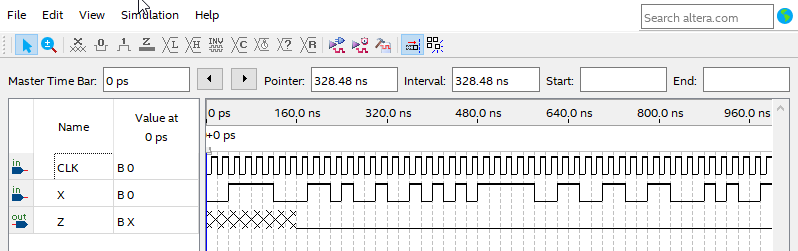 File Edit View Simulation Help
Search altera.com
Master Time Bar: 0 ps Pointer: 328.48 ns Interval: 328.48 ns Start: End:
Name Value at 0 ps
0 ps 160.0 ns 320.0 ns 480.0 ns 640.0 ns 800.0 ns 960.0 ns
+0 ps
in CLK B 0
in X B 0
out Z B X